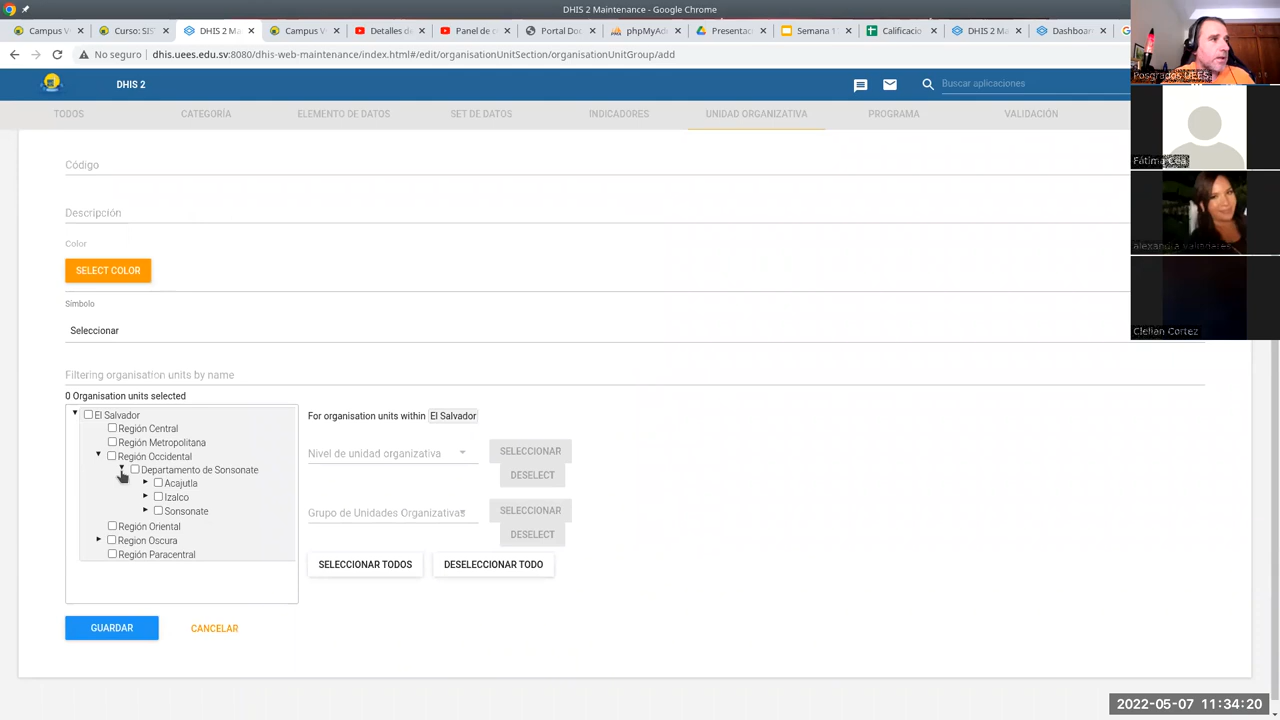 DHIS 2 Maintenance - Google Chrome
Campus V
Curso: SIS
DHIS 2 M
Campus V
Detalles d
Panel de
Portal Do
phpMyAd
Presentac
Semana 1
Calificacio
DHIS 2 M
Dashboar
No seguro
dhis.uees.edu.sv:8080/dhis-web-maintenance/index.html#/edit/organisationUnitSection/organisationUnitGroup/add
DHIS 2
Buscar aplicaciones
TODOS
CATEGORÍA
ELEMENTO DE DATOS
SET DE DATOS
INDICADORES
UNIDAD ORGANIZATIVA
PROGRAMA
VALIDACIÓN
Código
Descripción
Color
SELECT COLOR
Símbolo
Seleccionar
Filtering organisation units by name
0 Organisation units selected
El Salvador
Región Central
Región Metropolitana
Región Occidental
Departamento de Sonsonate
Acajutla
Izalco
Sonsonate
Región Oriental
Region Oscura
Región Paracentral
For organisation units within El Salvador
Nivel de unidad organizativa
SELECCIONAR
DESELECT
Grupo de Unidades Organizativas
SELECCIONAR
DESELECT
SELECCIONAR TODOS
DESELECCIONAR TODO
GUARDAR
CANCELAR
Posgrados UEES
Fátima Cea
Clelian Cortez
2022-05-07 11:34:20